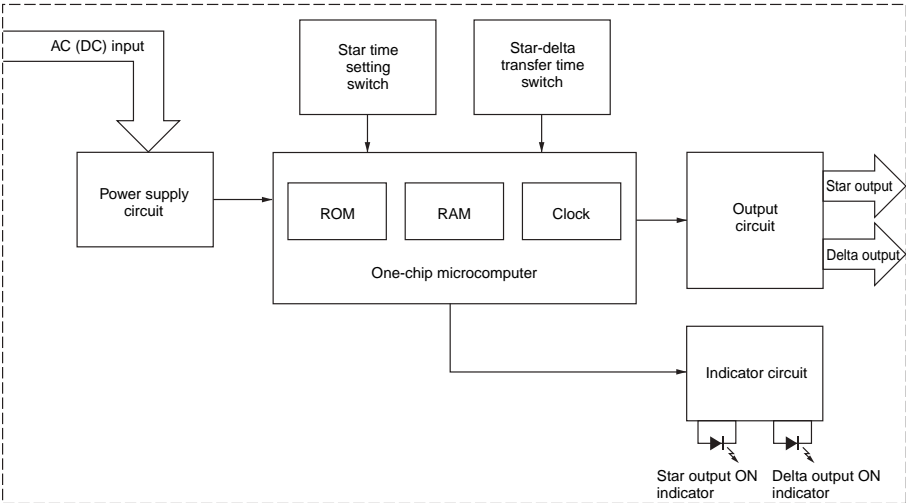 AC (DC) input
Star time
setting
switch
Star-delta
transfer time
switch
Power supply
circuit
ROM
RAM
Clock
One-chip microcomputer
Output
circuit
Star output
Delta output
Indicator circuit
Star output ON
indicator
Delta output ON
indicator